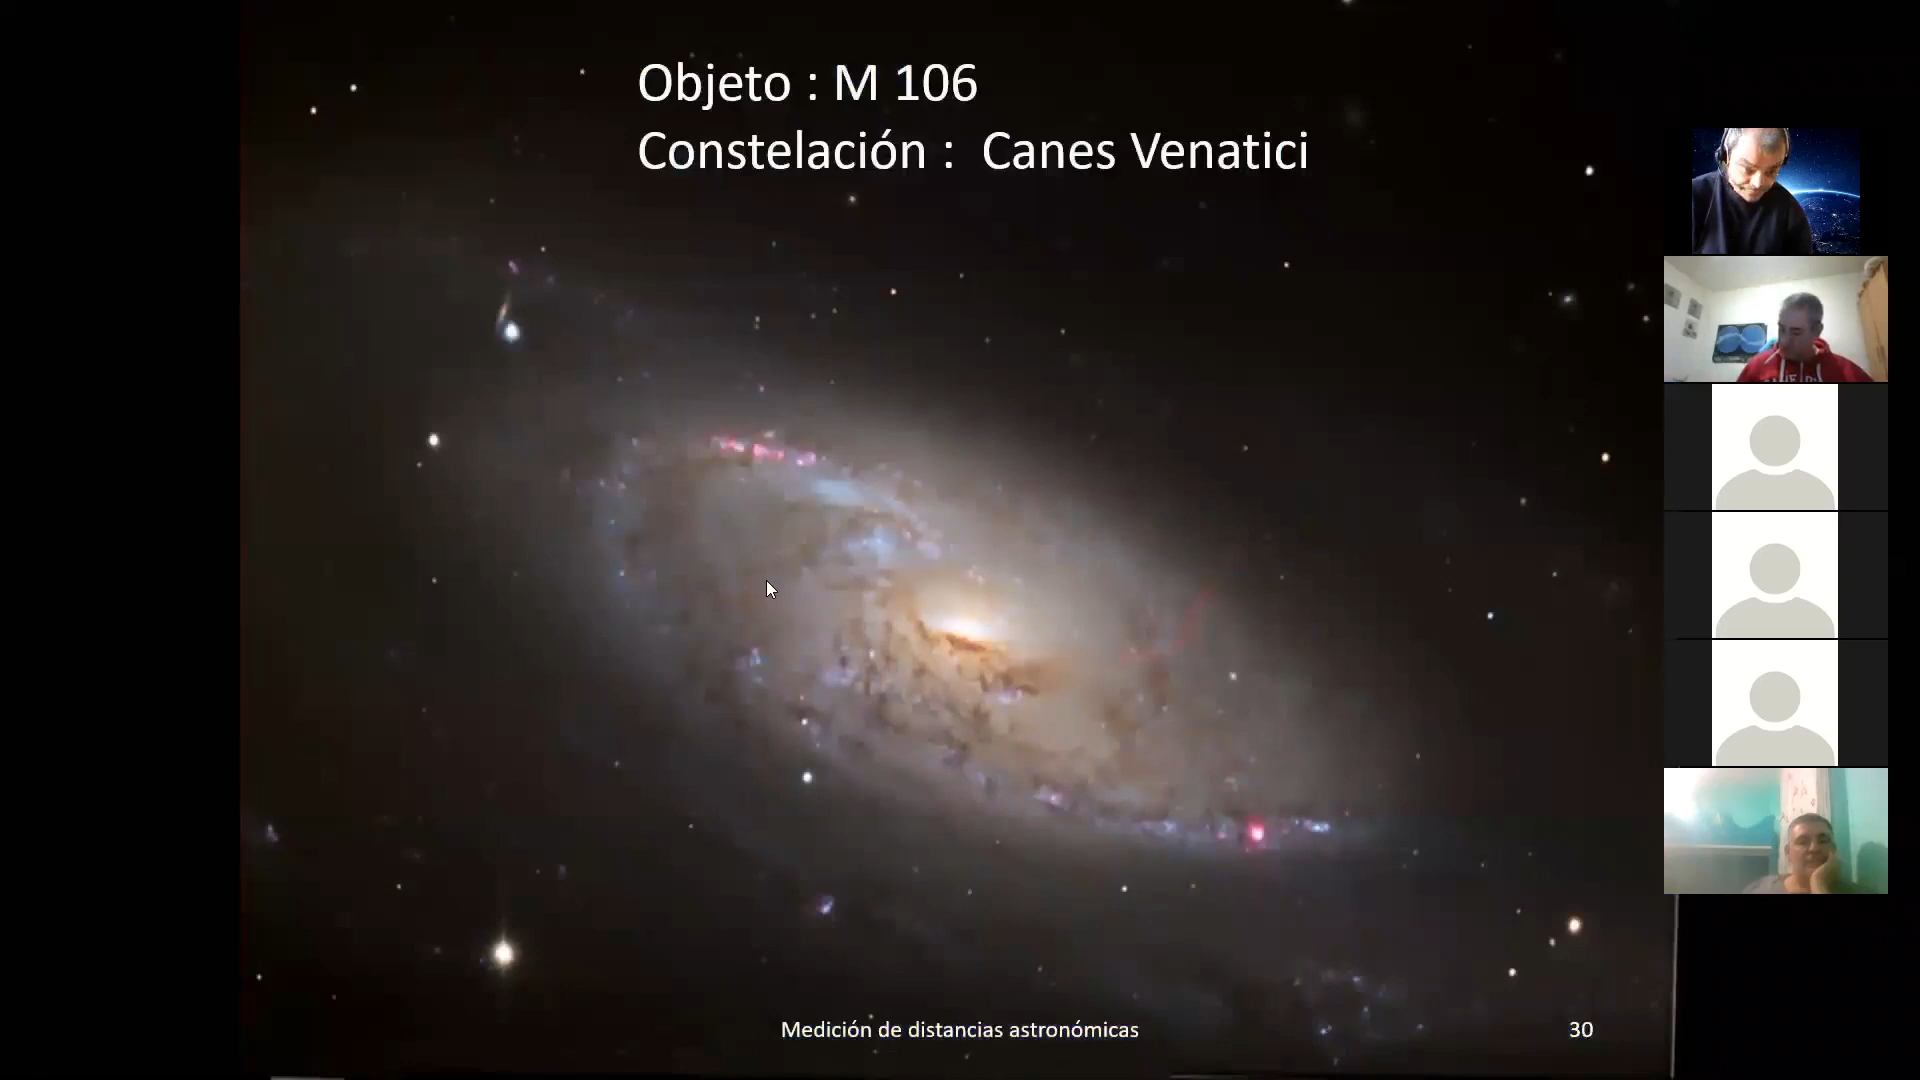 Objeto : M 106
Constelación : Canes Venatici
Medición de distancias astronómicas
30